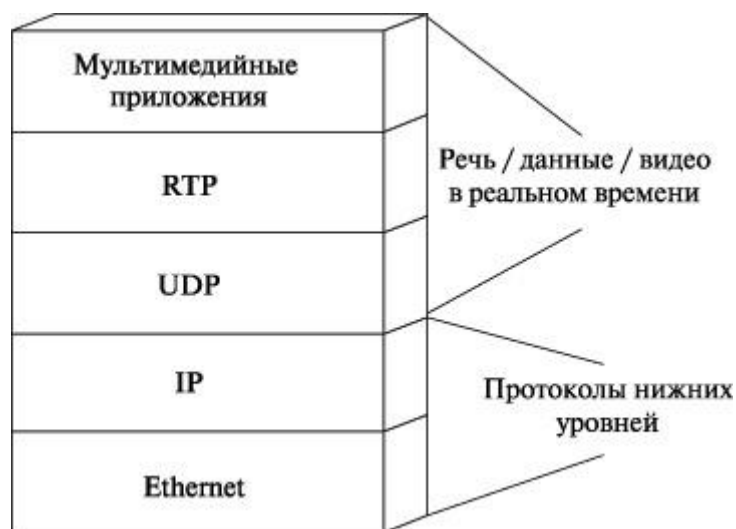 Мультимедийные
приложения
RTP
Речь / данные / видео
в реальном времени
UDP
IP
Протоколы нижних
уровней
Ethernet